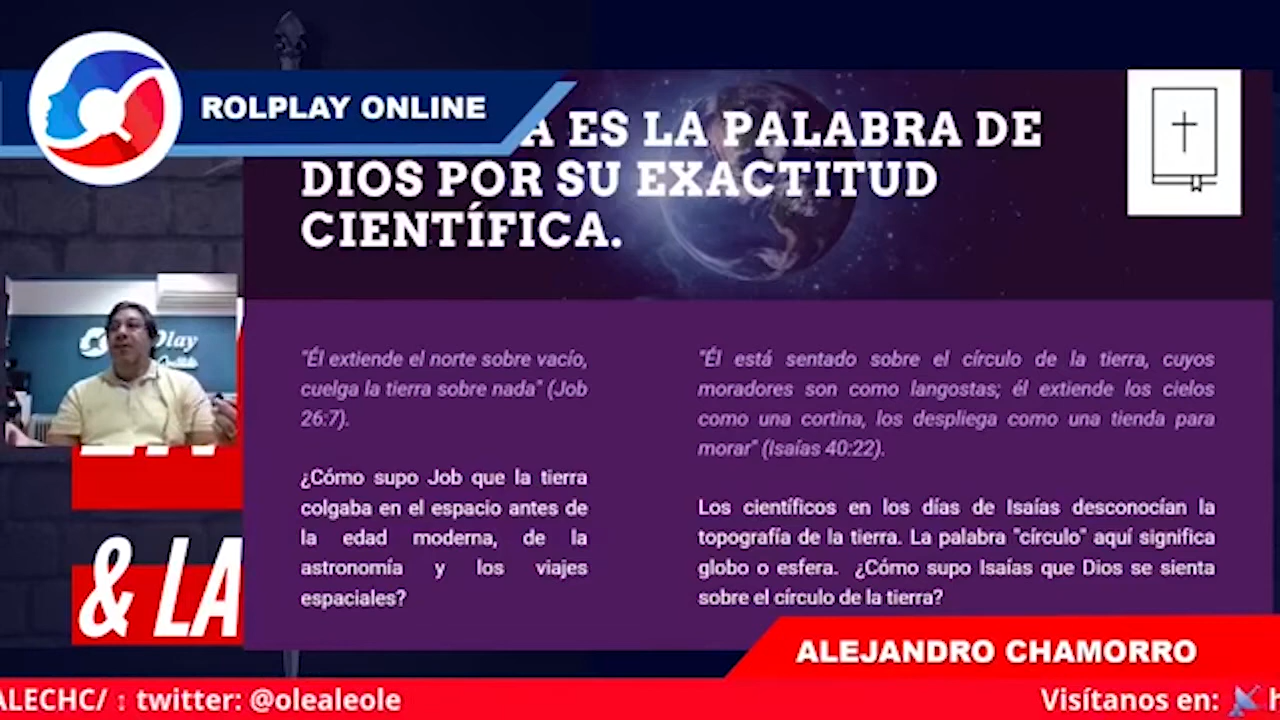 ROLPLAY ONLINE
A ES LA PALABRA DE
DIOS POR SU EXACTITUD
CIENTÍFICA.
"Él extiende el norte sobre vacío,
cuelga la tierra sobre nada" (Job
26:7).
¿Cómo supo Job que la tierra
colgaba en el espacio antes de
la edad moderna, de la
astronomía y los viajes
espaciales?
"Él está sentado sobre el círculo de la tierra, cuyos
moradores son como langostas; él extiende los cielos
como una cortina, los despliega como una tienda para
morar" (Isaías 40:22).
Los científicos en los días de Isaías desconocían la
topografía de la tierra. La palabra "círculo" aquí significa
globo o esfera. ¿Cómo supo Isaías que Dios se sienta
sobre el círculo de la tierra?
& LA
ALEJANDRO CHAMORRO
ALECHC/ : twitter: @olealeole
Visítanos en: h